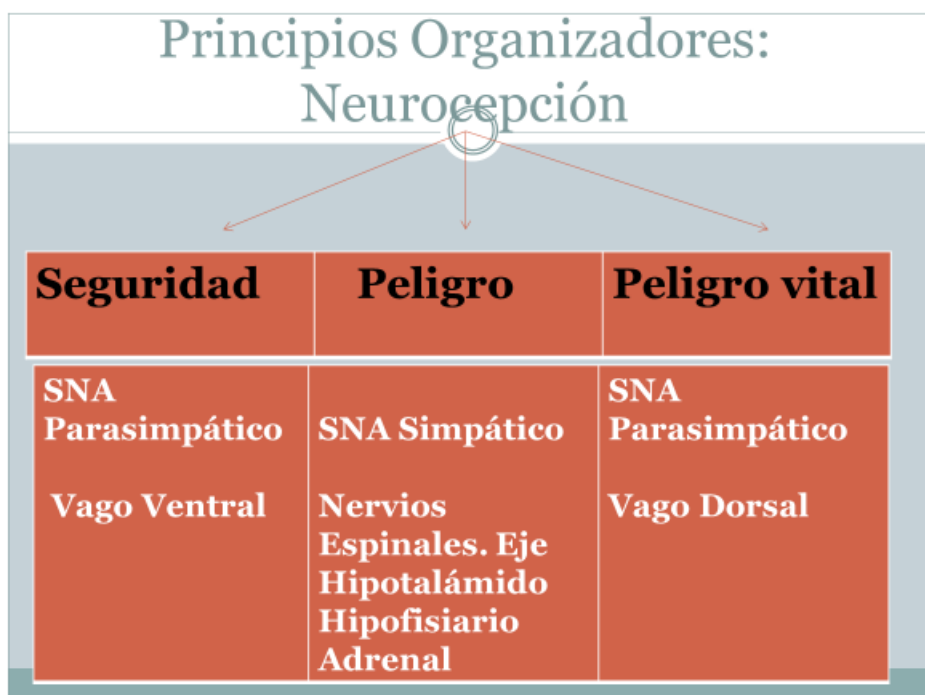 Principios Organizadores:
Neurocepción
Seguridad
Peligro
Peligro vital
SNA
Parasimpático
Vago Ventral
SNA Simpático
Nervios
Espinales. Eje
Hipotalámido
Hipofisiario
Adrenal
SNA
Parasimpático
Vago Dorsal